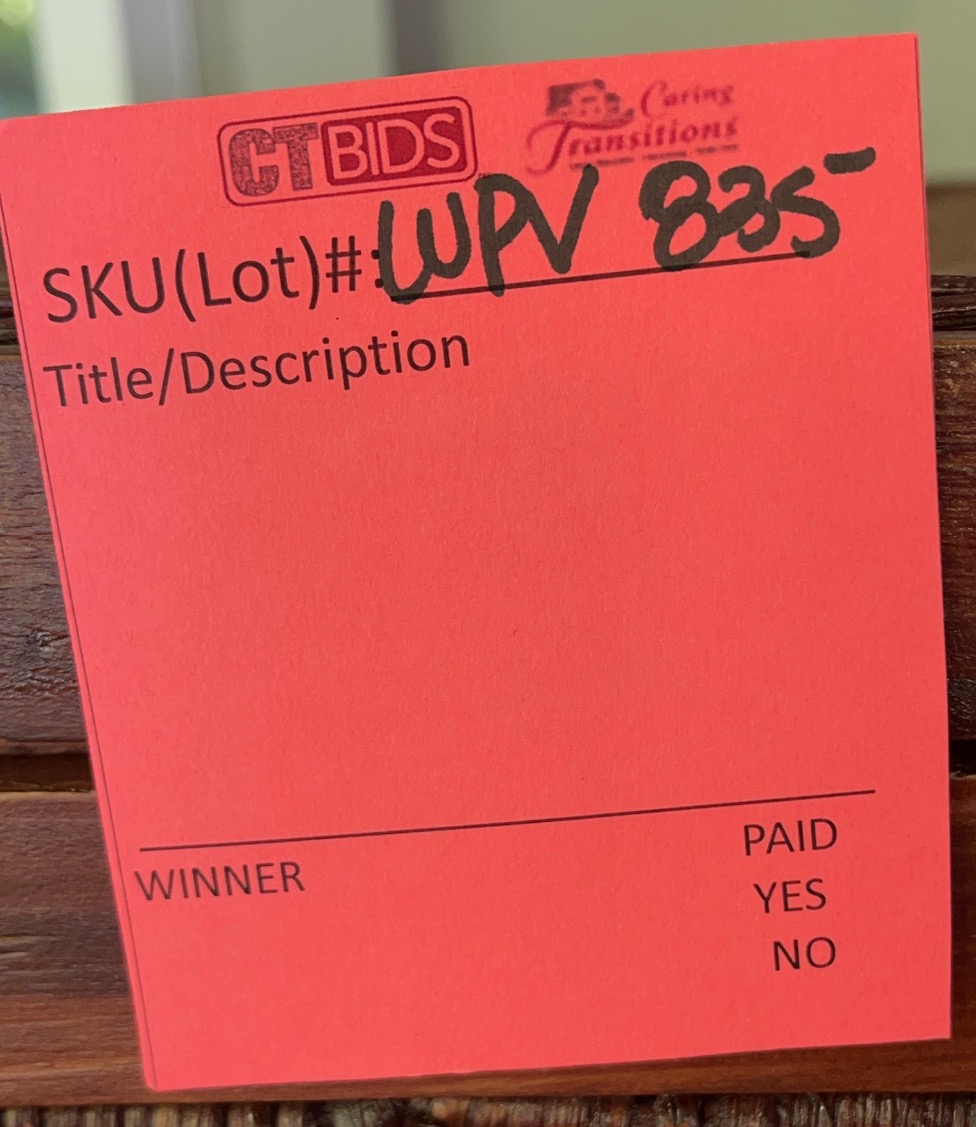 CTBIDS
Caring
Transitions
SKU(Lot)#: WPV 835
Title/Description
WINNER
PAID
YES
NO